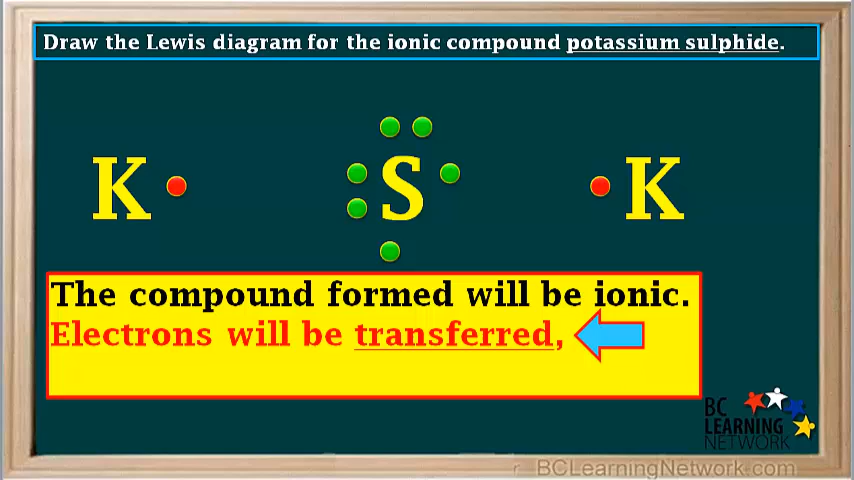 Draw the Lewis diagram for the ionic compound potassium sulphide.
K S K
The compound formed will be ionic.
Electrons will be transferred,
BC
LEARNING
NETWORK
BCLearningNetwork.com